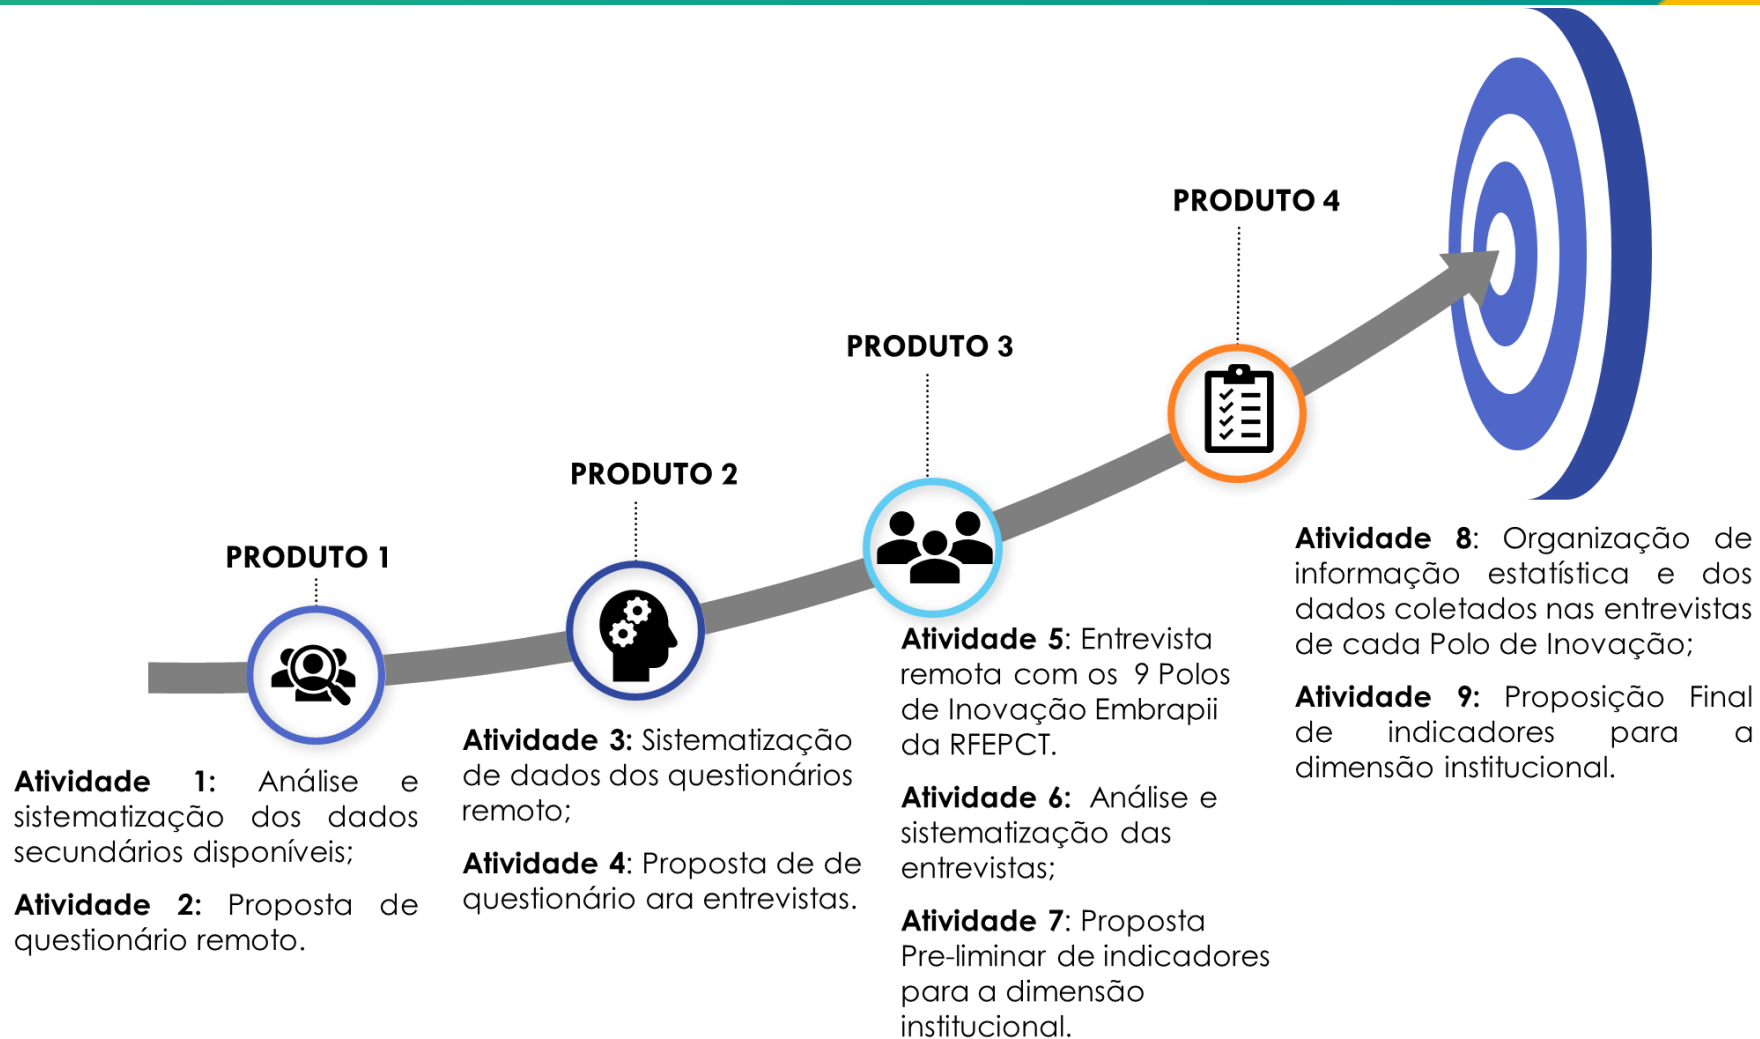 PRODUTO 1
Atividade 1: Análise e
sistematização dos dados
secundários disponíveis;
Atividade 2: Proposta de
questionário remoto.
PRODUTO 2
Atividade 3: Sistematização
de dados dos questionários
remoto;
Atividade 4: Proposta de de
questionário ara entrevistas.
PRODUTO 3
Atividade 5: Entrevista
remota com os 9 Polos
de Inovação Embrapii
da RFEPCT.
Atividade 6: Análise e
sistematização das
entrevistas;
Atividade 7: Proposta
Pre-liminar de indicadores
para a dimensão
institucional.
PRODUTO 4
Atividade 8: Organização de
informação estatística e dos
dados coletados nas entrevistas
de cada Polo de Inovação;
Atividade 9: Proposição Final
de indicadores para a
dimensão institucional.